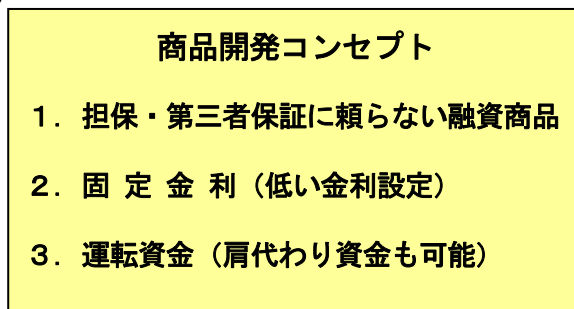 商品開発コンセプト
１．担保・第三者保証に頼らない融資商品
２．固 定 金 利（低い金利設定）
３．運転資金（肩代わり資金も可能）